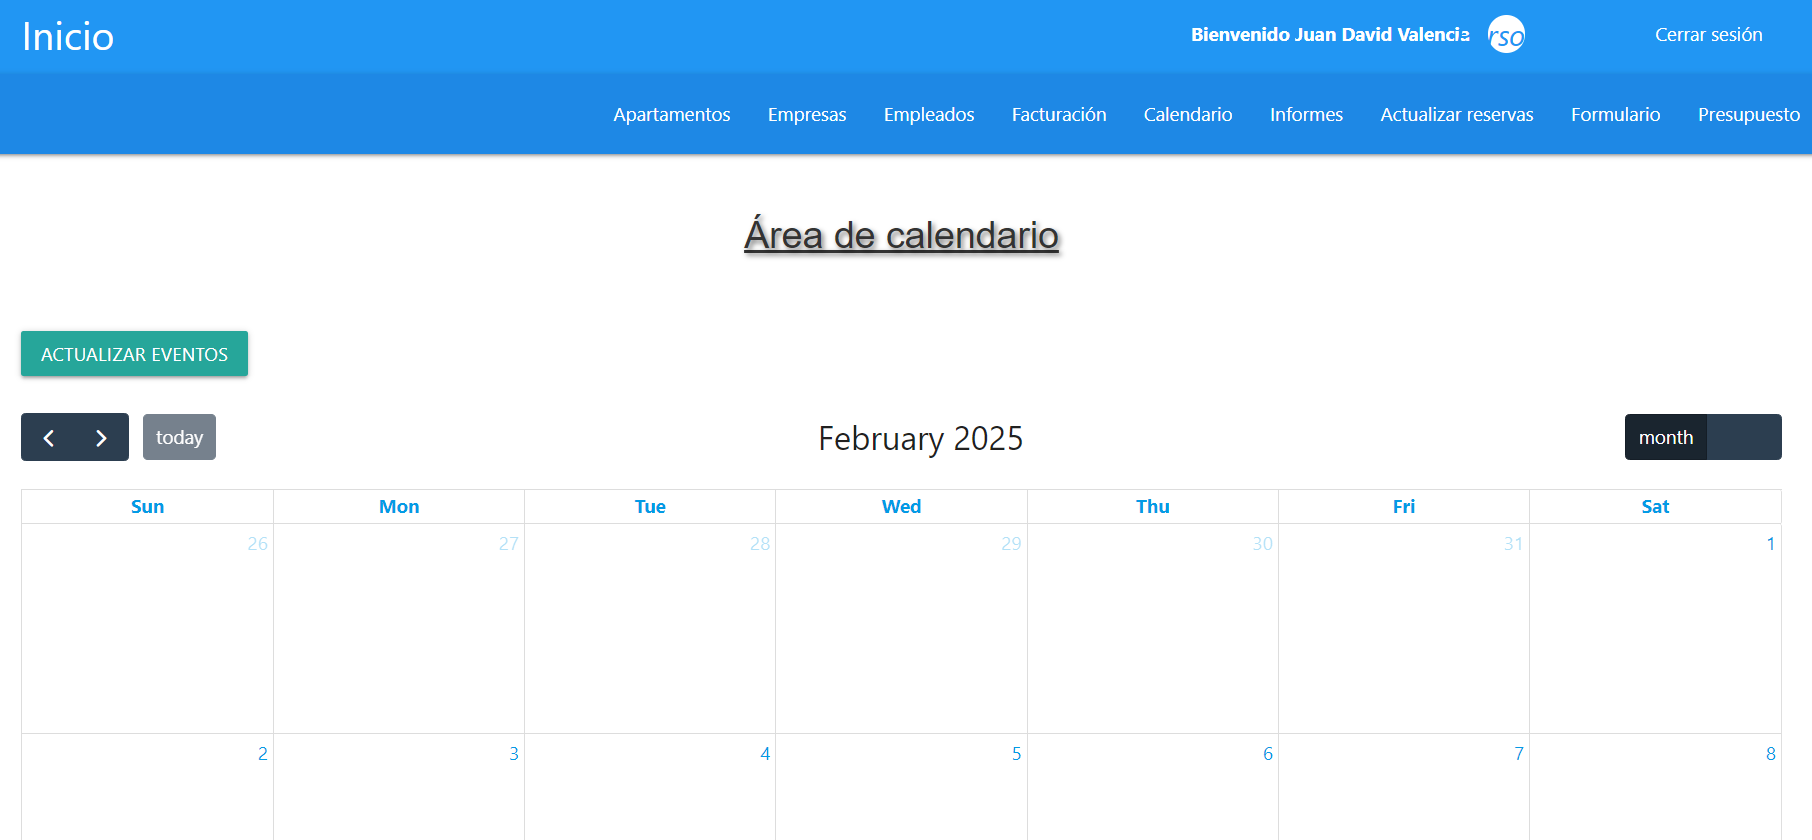 Inicio
Bienvenido Juan David Valencia
rso
Cerrar sesión
Apartamentos Empresas Empleados Facturación Calendario Informes Actualizar reservas Formulario Presupuesto
Área de calendario
ACTUALIZAR EVENTOS
today
February 2025
month
Sun Mon Tue Wed Thu Fri Sat
26 27 28 29 30 31 1
2 3 4 5 6 7 8